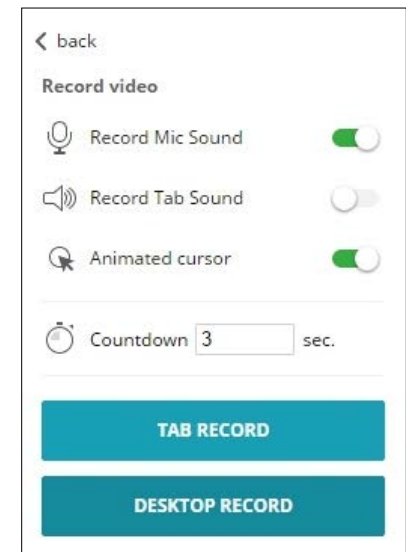 back
Record video
Record Mic Sound
Record Tab Sound
Animated cursor
Countdown 3 sec.
TAB RECORD
DESKTOP RECORD